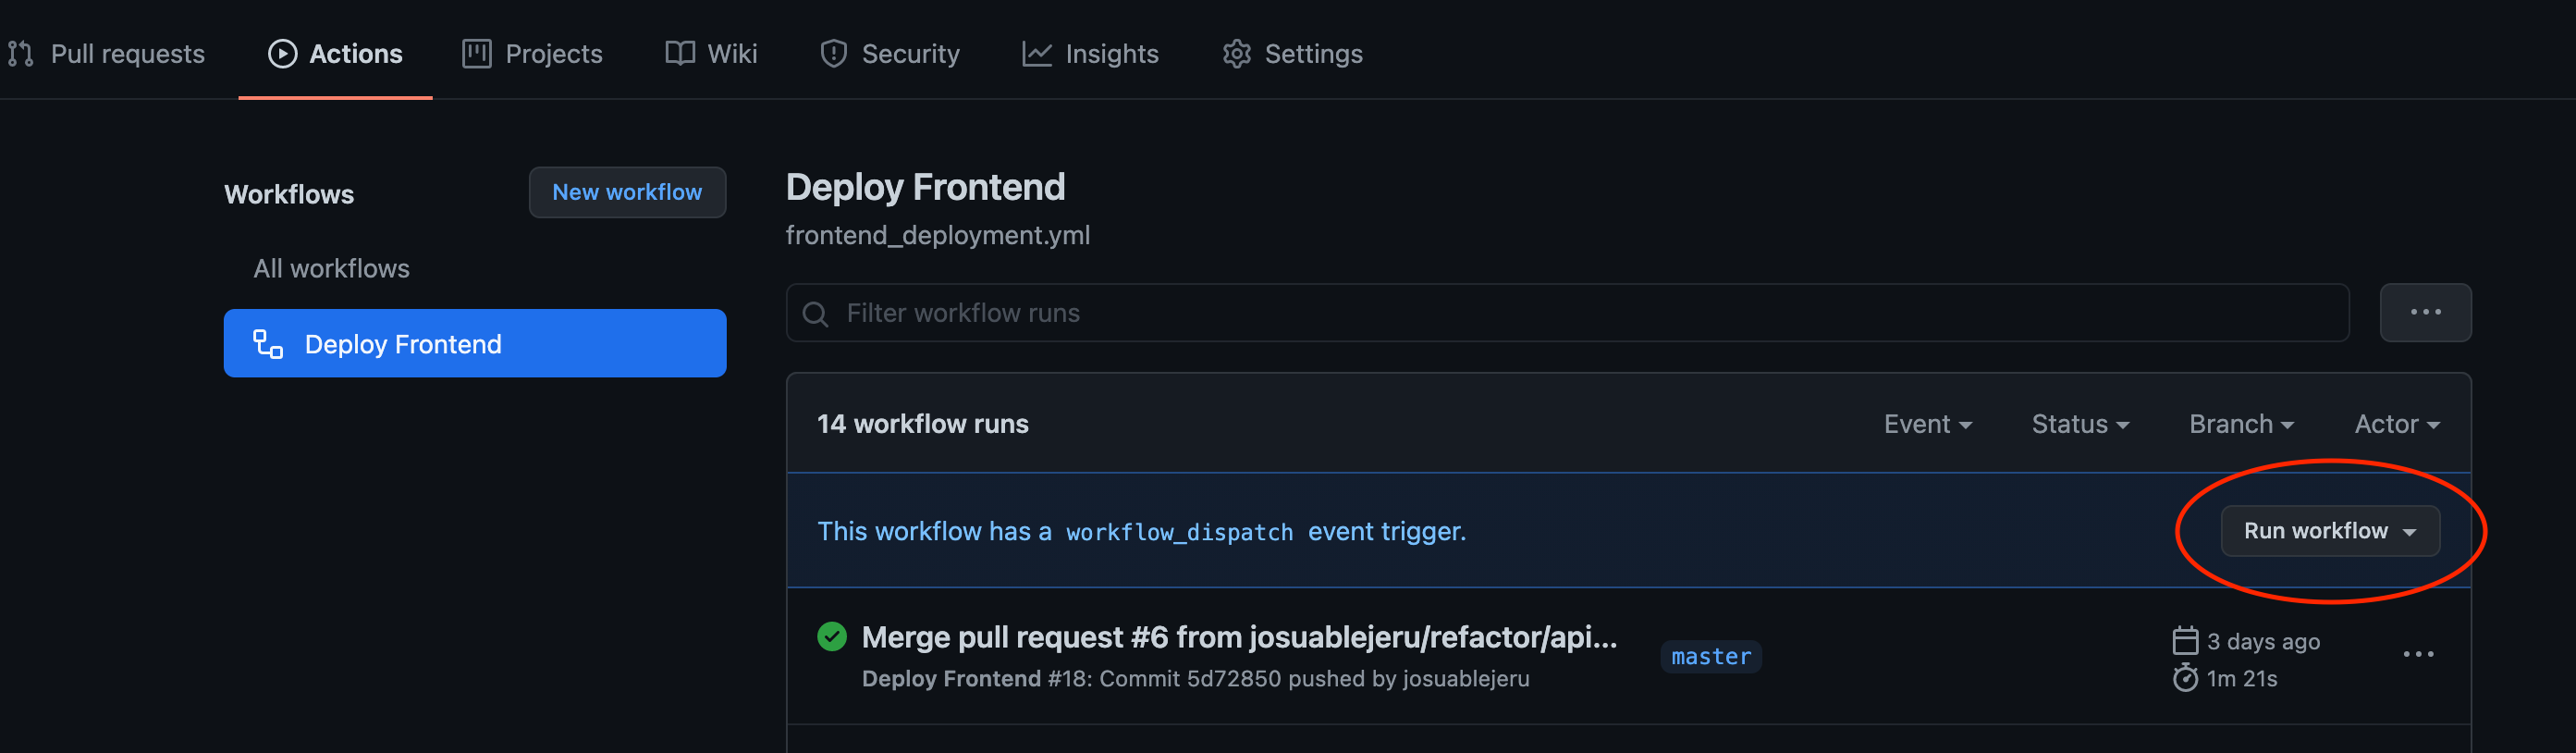 Pull requests Actions Projects Wiki Security Insights Settings
Workflows New workflow
All workflows
Deploy Frontend
Deploy Frontend
frontend_deployment.yml
Filter workflow runs
14 workflow runs Event Status Branch Actor
This workflow has a workflow_dispatch event trigger. Run workflow
Merge pull request #6 from josuablejeru/refactor/api...
master
Deploy Frontend #18: Commit 5d72850 pushed by josuablejeru
3 days ago
1m 21s